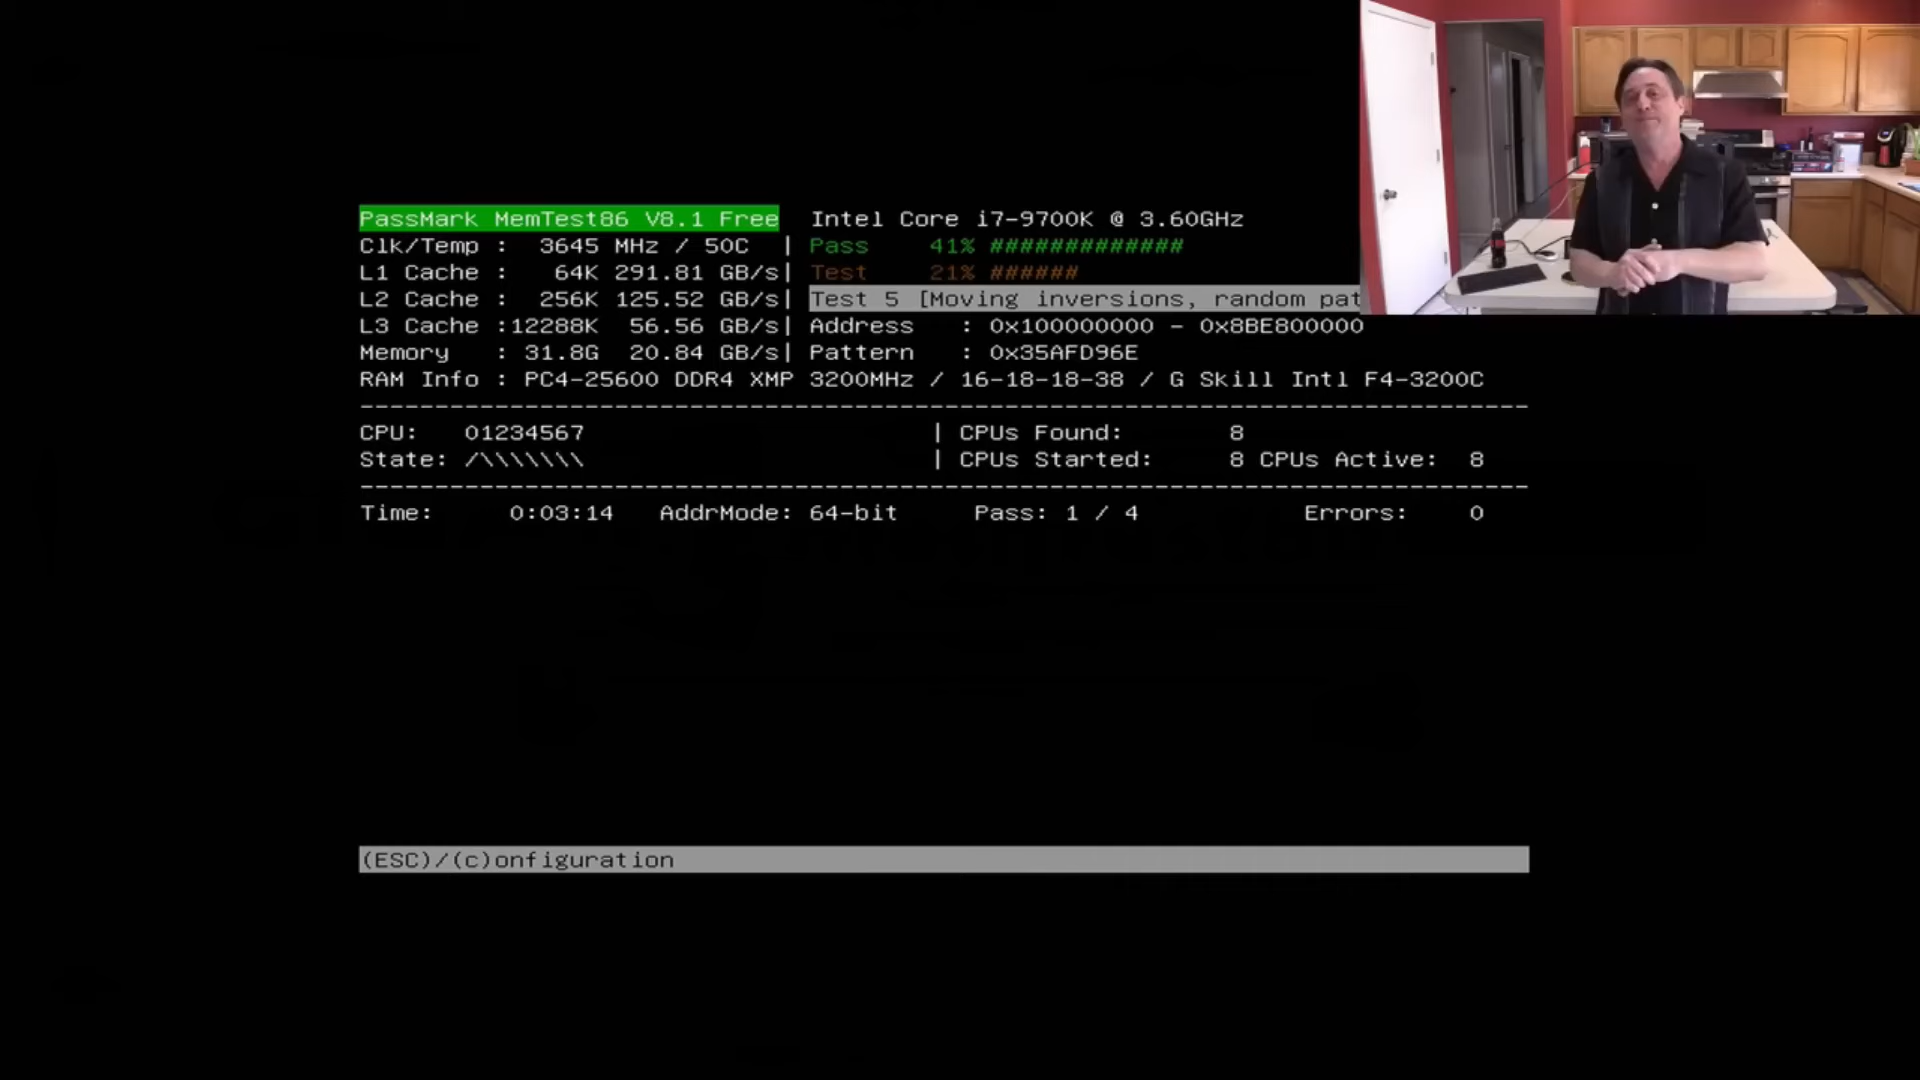 PassMark MemTest86 V8.1 Free Intel Core i7-9700K @ 3.60GHz
Clk/Temp : 3645 MHz / 50C | Pass 41% #############
L1 Cache : 64K 291.81 GB/s| Test 21% ######
L2 Cache : 256K 125.52 GB/s| Test 5 [Moving inversions, random pat
L3 Cache :12288K 56.56 GB/s| Address : 0x100000000 - 0x8BE800000
Memory : 31.8G 20.84 GB/s| Pattern : 0x35AFD96E
RAM Info : PC4-25600 DDR4 XMP 3200MHz / 16-18-18-38 / G Skill Intl F4-3200C
CPU: 01234567 | CPUs Found: 8
State: /\\\\\\\ | CPUs Started: 8 CPUs Active: 8
Time: 0:03:14 AddrMode: 64-bit Pass: 1 / 4 Errors: 0
(ESC)/(c)onfiguration